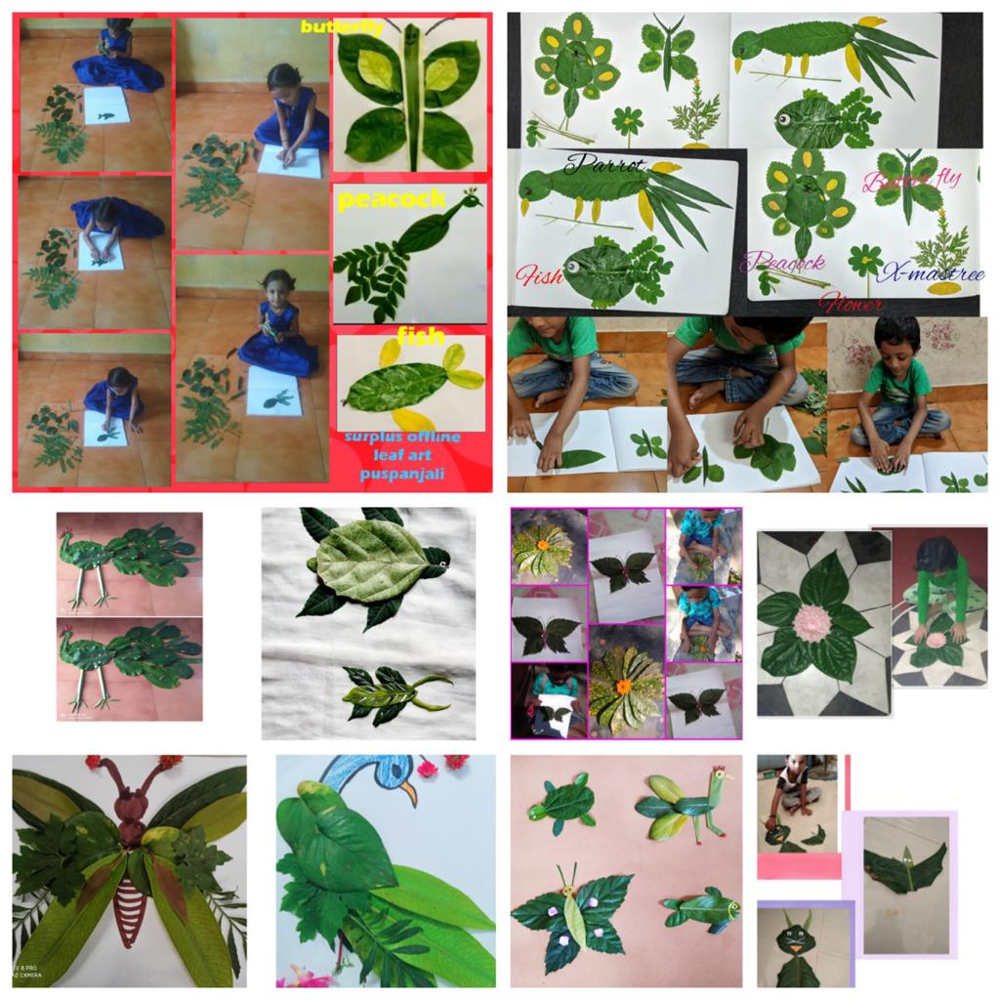 butterfly
peacock
fish
surplus offline
leaf art
puspanjali
Parrot
Fish
Butter fly
Peacock
X-mastree
Flower